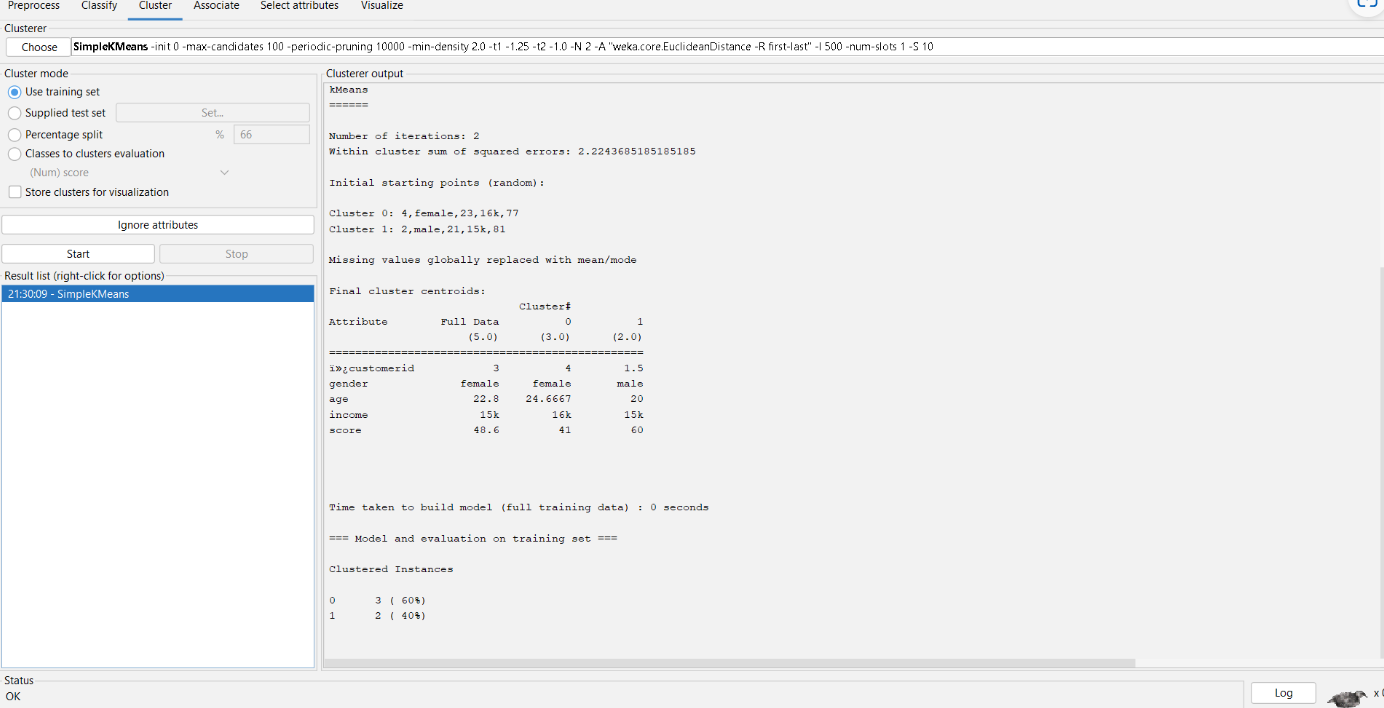 Preprocess Classify Cluster Associate Select attributes Visualize
Clusterer
Choose SimpleKMeans -init 0 -max-candidates 100 -periodic-pruning 10000 -min-density 2.0 -t1 -1.25 -t2 -1.0 -N 2 -A "weka.core.EuclideanDistance -R first-last" -I 500 -num-slots 1 -S 10
Cluster mode
Use training set
Supplied test set Set...
Percentage split % 66
Classes to clusters evaluation
(Num) score
Store clusters for visualization
Ignore attributes
Start Stop
Result list (right-click for options)
21:30:09 - SimpleKMeans
Clusterer output
kMeans
======
Number of iterations: 2
Within cluster sum of squared errors: 2.2243685185185185
Initial starting points (random):
Cluster 0: 4,female,23,16k,77
Cluster 1: 2,male,21,15k,81
Missing values globally replaced with mean/mode
Final cluster centroids:
Cluster#
Attribute Full Data 0 1
(5.0) (3.0) (2.0)
================================================
ï»¿customerid 3 4 1.5
gender female female male
age 22.8 24.6667 20
income 15k 16k 15k
score 48.6 41 60
Time taken to build model (full training data) : 0 seconds
=== Model and evaluation on training set ===
Clustered Instances
0 3 ( 60%)
1 2 ( 40%)
Status
OK
Log